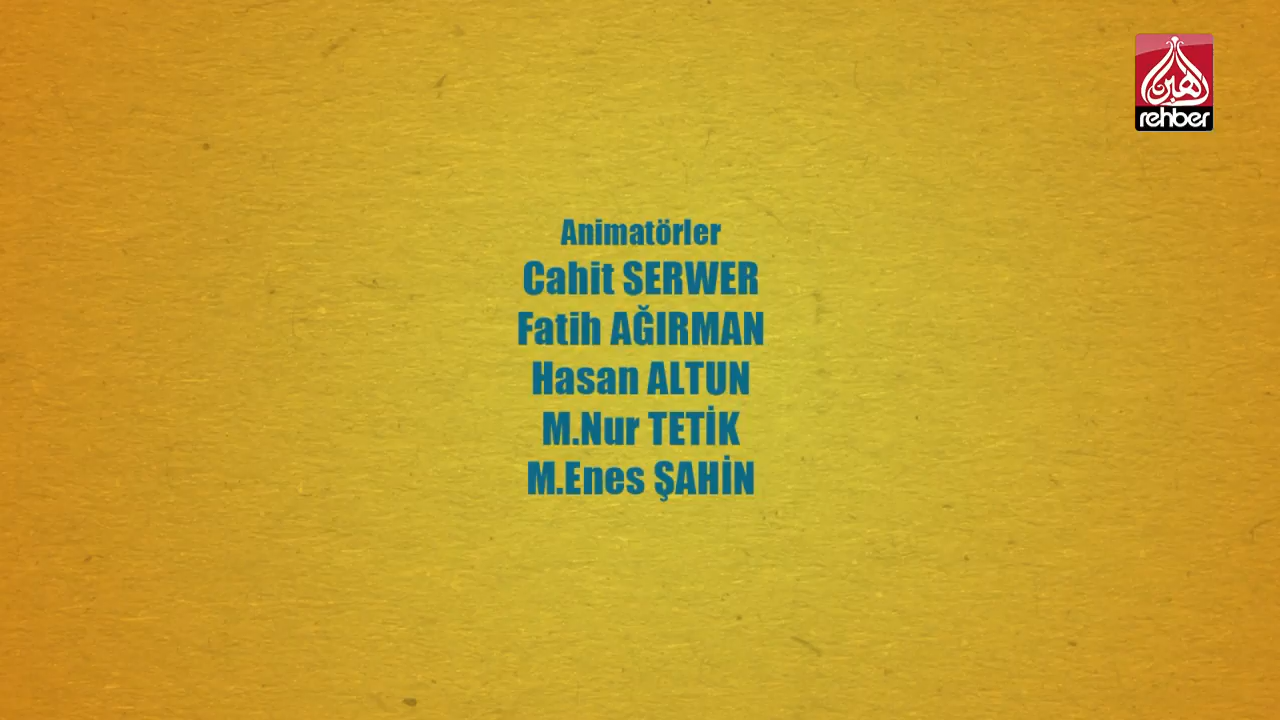 rehber
Animatörler
Cahit SERWER
Fatih AĞIRMAN
Hasan ALTUN
M.Nur TETİK
M.Enes ŞAHİN